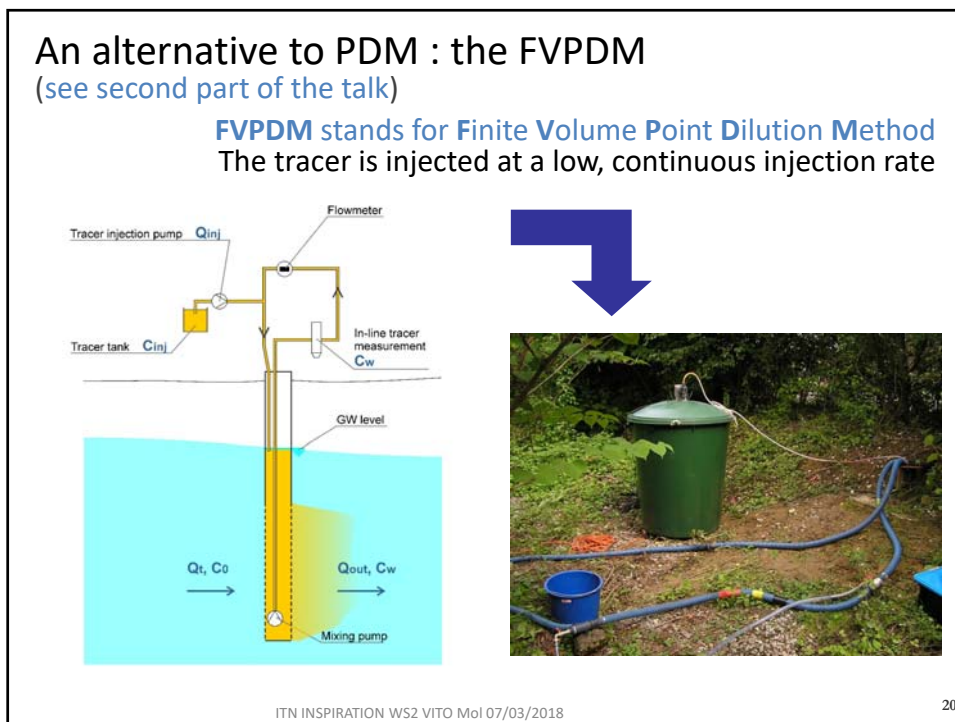 An alternative to PDM : the FVPDM
(see second part of the talk)
FVPDM stands for Finite Volume Point Dilution Method
The tracer is injected at a low, continuous injection rate
Flowmeter
Tracer injection pump Qinj
In-line tracer
measurement
Cw
Tracer tank Cinj
GW level
Qt, C0
Qout, Cw
Mixing pump
ITN INSPIRATION WS2 VITO Mol 07/03/2018
20